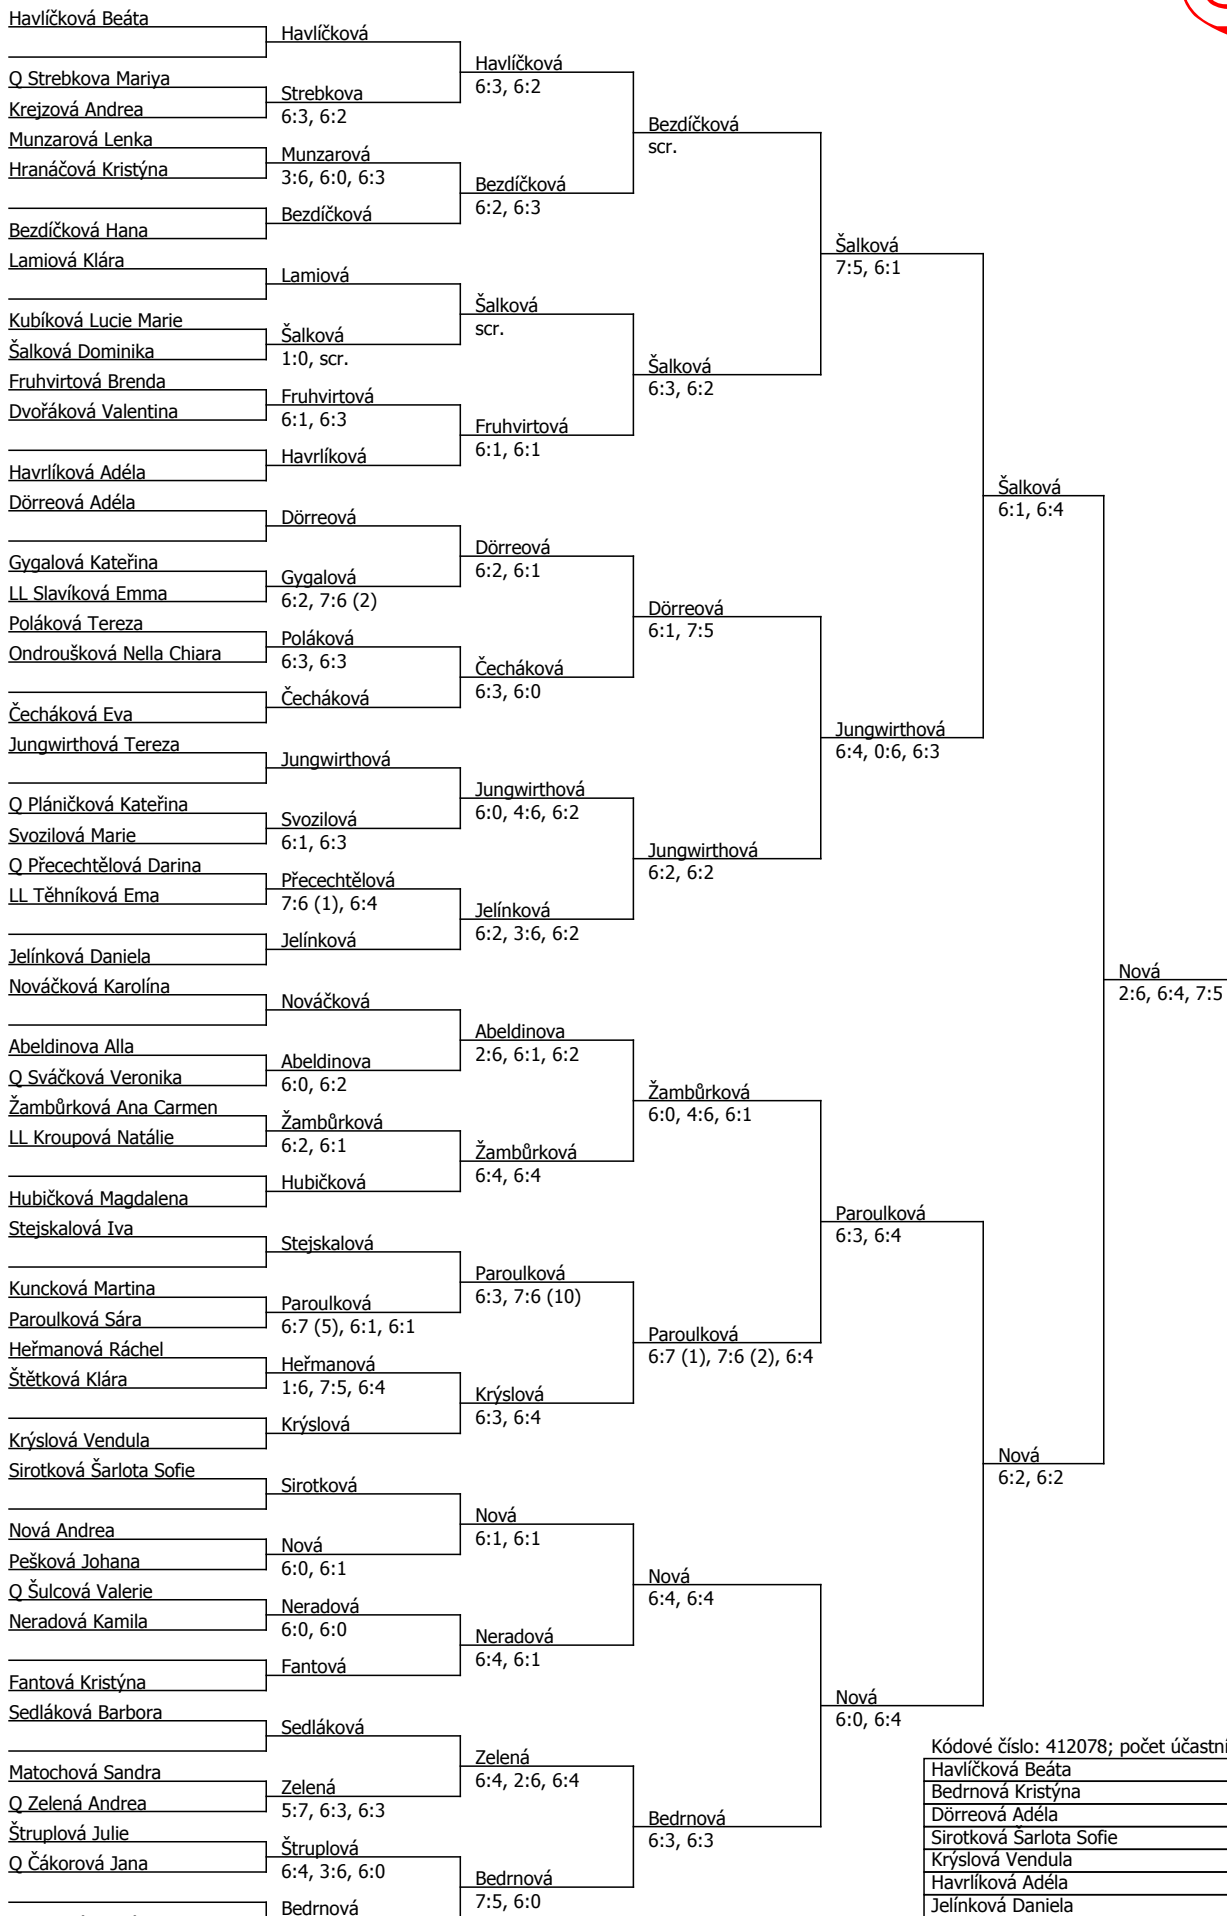 Havlíčková Beáta
Q Strebkova Mariya
Krejzová Andrea
Munzarová Lenka
Hranáčová Kristýna
Bezdíčková Hana
Lamiová Klára
Kubíková Lucie Marie
Šalková Dominika
Fruhvirtová Brenda
Dvořáková Valentina
Havrlíková Adéla
Dörreová Adéla
Gygalová Kateřina
LL Slavíková Emma
Poláková Tereza
Ondroušková Nella Chiara
Čecháková Eva
Jungwirthová Tereza
Q Pláničková Kateřina
Svozilová Marie
Q Přecechtělová Darina
LL Těhníková Ema
Jelínková Daniela
Nováčková Karolína
Abeldinova Alla
Q Sváčková Veronika
Žambůrková Ana Carmen
LL Kroupová Natálie
Hubičková Magdalena
Stejskalová Iva
Kuncková Martina
Paroulková Sára
Heřmanová Ráchel
Štětková Klára
Krýslová Vendula
Sirotková Šarlota Sofie
Nová Andrea
Pešková Johana
Q Šulcová Valerie
Neradová Kamila
Fantová Kristýna
Sedláková Barbora
Matochová Sandra
Q Zelená Andrea
Štruplová Julie
Q Čákorová Jana
Havlíčková
Strebkova
6:3, 6:2
Munzarová
3:6, 6:0, 6:3
Bezdíčková
Lamiová
Šalková
1:0, scr.
Fruhvirtová
6:1, 6:3
Havrlíková
Dörreová
Gygalová
6:2, 7:6 (2)
Poláková
6:3, 6:3
Čecháková
Jungwirthová
Svozilová
6:1, 6:3
Přecechtělová
7:6 (1), 6:4
Jelínková
Nováčková
Abeldinova
6:0, 6:2
Žambůrková
6:2, 6:1
Hubičková
Stejskalová
Paroulková
6:7 (5), 6:1, 6:1
Heřmanová
1:6, 7:5, 6:4
Krýslová
Sirotková
Nová
6:0, 6:1
Neradová
6:0, 6:0
Fantová
Sedláková
Zelená
5:7, 6:3, 6:3
Štruplová
6:4, 3:6, 6:0
Bedrnová
Havlíčková
6:3, 6:2
Bezdíčková
6:2, 6:3
Šalková
scr.
Fruhvirtová
6:1, 6:1
Dörreová
6:2, 6:1
Čecháková
6:3, 6:0
Jungwirthová
6:0, 4:6, 6:2
Jelínková
6:2, 3:6, 6:2
Abeldinova
2:6, 6:1, 6:2
Žambůrková
6:4, 6:4
Paroulková
6:3, 7:6 (10)
Krýslová
6:3, 6:4
Nová
6:1, 6:1
Neradová
6:4, 6:1
Zelená
6:4, 2:6, 6:4
Bedrnová
7:5, 6:0
Bezdíčková
scr.
Šalková
6:3, 6:2
Dörreová
6:1, 7:5
Jungwirthová
6:2, 6:2
Žambůrková
6:0, 4:6, 6:1
Paroulková
6:7 (1), 7:6 (2), 6:4
Nová
6:4, 6:4
Bedrnová
6:3, 6:3
Šalková
7:5, 6:1
Jungwirthová
6:4, 0:6, 6:3
Paroulková
6:3, 6:4
Nová
6:0, 6:4
Šalková
6:1, 6:4
Nová
6:2, 6:2
Nová
2:6, 6:4, 7:5
Kódové číslo: 412078; počet
Havlíčková Beáta
Bedrnová Kristýna
Dörreová Adéla
Sirotková Šarlota Sofie
Krýslová Vendula
Havrlíková Adéla
Jelínková Daniela